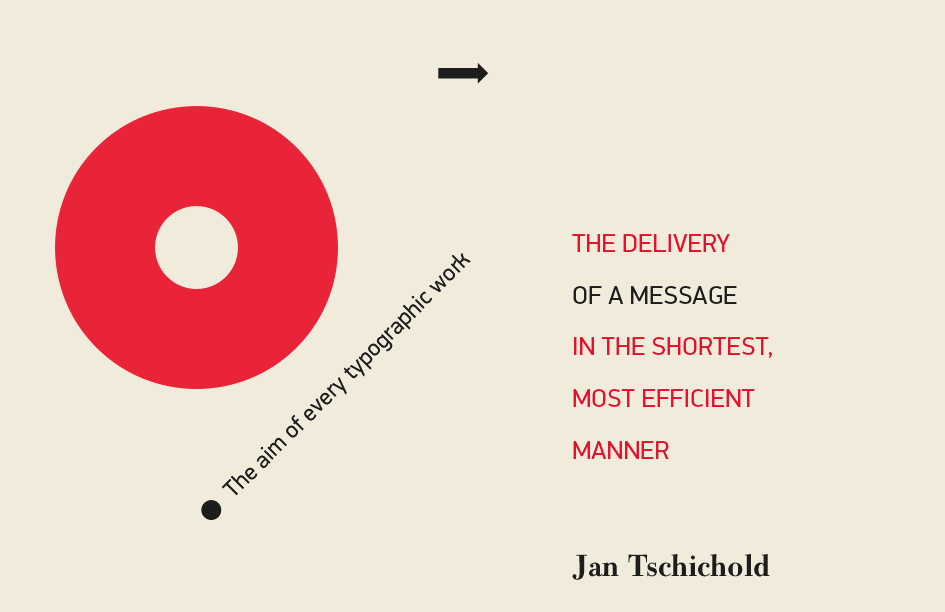 The aim of every typographic work
THE DELIVERY
OF A MESSAGE
IN THE SHORTEST,
MOST EFFICIENT
MANNER
Jan Tschichold